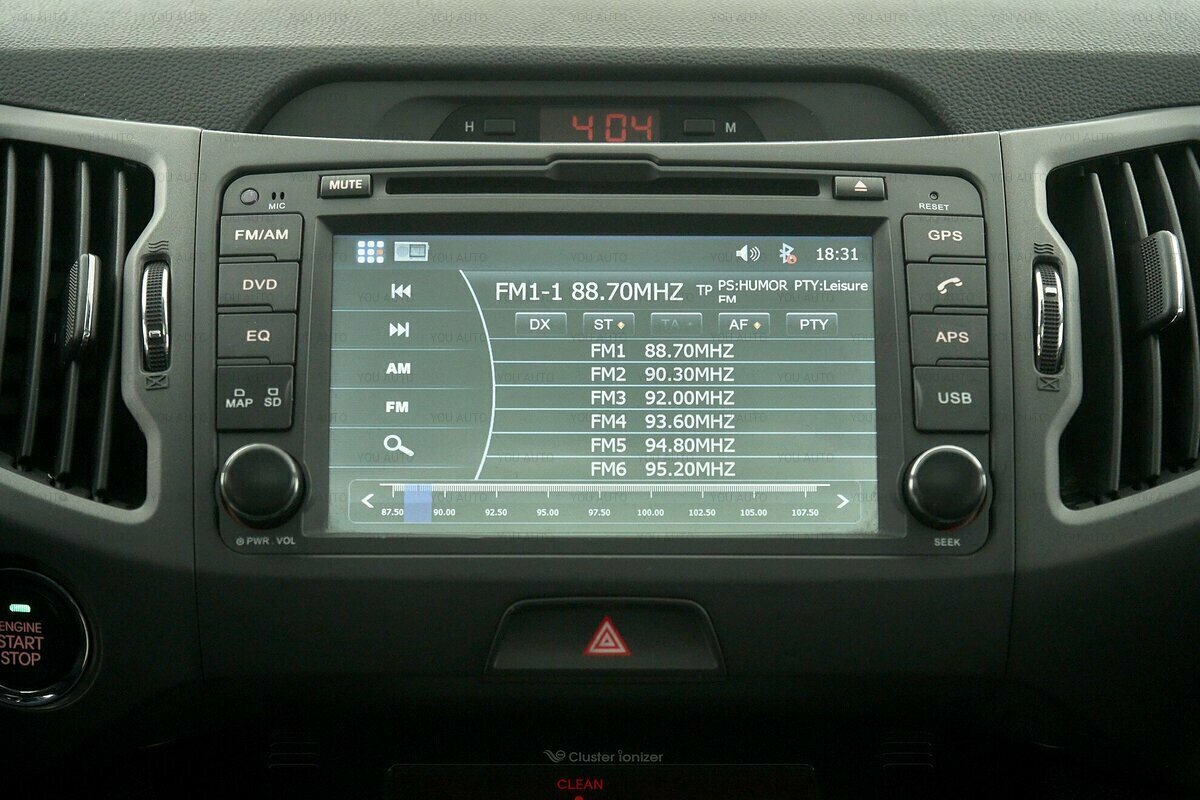 H 404 M
MUTE
MIC
RESET
FM/AM
DVD
EQ
MAP SD
PWR . VOL
18:31
FM1-1 88.70MHZ TP PS:HUMOR PTY:Leisure
FM
DX ST TA AF PTY
AM
FM
FM1 88.70MHZ
FM2 90.30MHZ
FM3 92.00MHZ
FM4 93.60MHZ
FM5 94.80MHZ
FM6 95.20MHZ
87.50 90.00 92.50 95.00 97.50 100.00 102.50 105.00 107.50
GPS
APS
USB
SEEK
ENGINE
START
STOP
Cluster ionizer
CLEAN
YOU AUTO